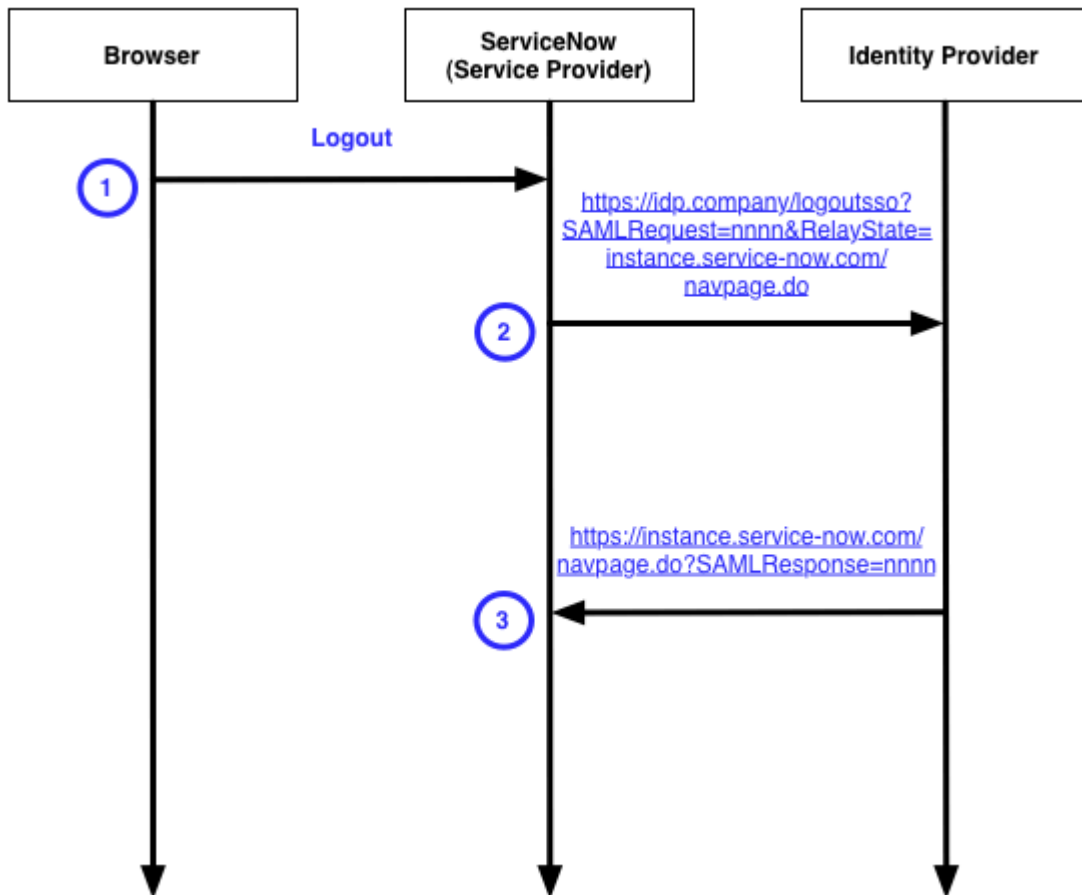 Browser
ServiceNow
(Service Provider)
Identity Provider
Logout
1
https://idp.company/logoutsso?
SAMLRequest=nnnn&RelayState=
instance.service-now.com/
navpage.do
2
https://instance.service-now.com/
navpage.do?SAMLResponse=nnnn
3